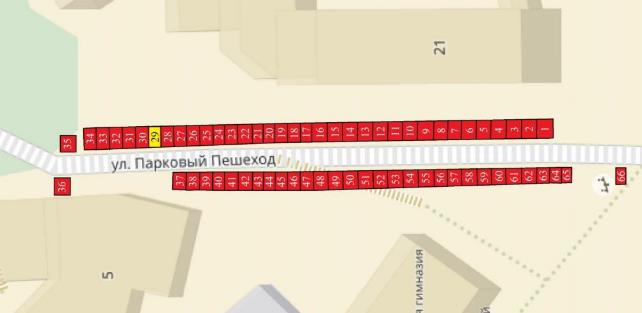 21
35 34 33 32 31 30 29 28 27 26 25 24 23 22 21 20 19 18 17 16 15 14 13 12 11 10 9 8 7 6 5 4 3 2 1
ул. Парковый Пешеход
36 37 38 39 40 41 42 43 44 45 46 47 48 49 50 51 52 53 54 55 56 57 58 59 60 61 62 63 64 65 66
5
я гимназия
й